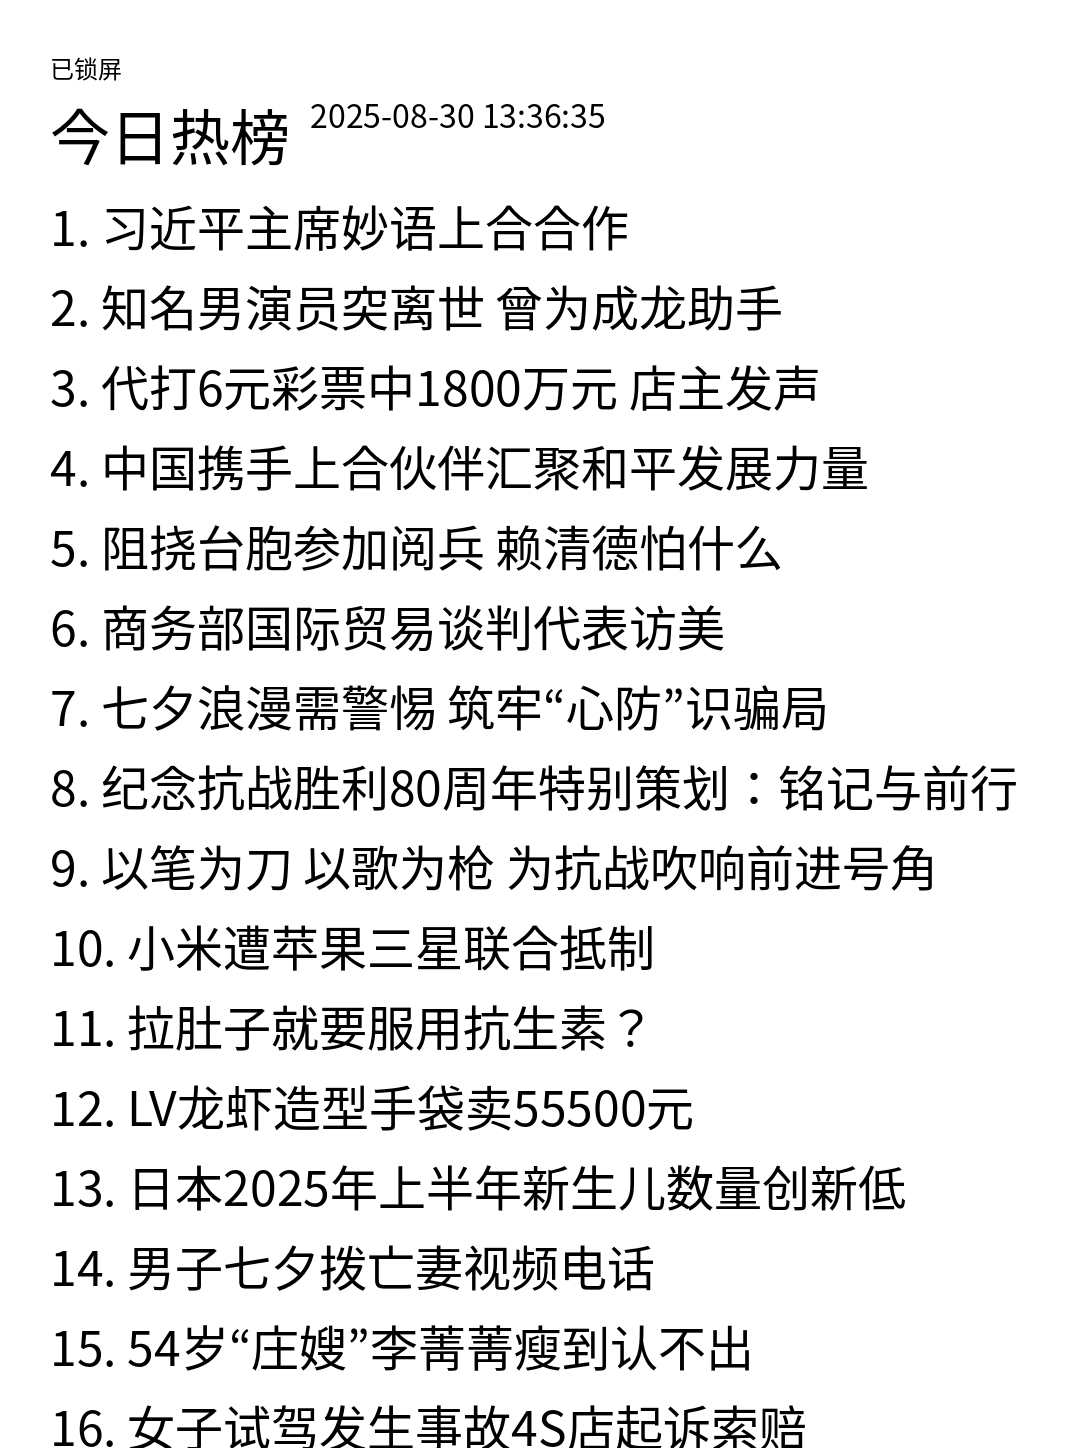 已锁屏
今日热榜 2025-08-30 13:36:35
1. 习近平主席妙语上合合作
2. 知名男演员突离世 曾为成龙助手
3. 代打6元彩票中1800万元 店主发声
4. 中国携手上合伙伴汇聚和平发展力量
5. 阻挠台胞参加阅兵 赖清德怕什么
6. 商务部国际贸易谈判代表访美
7. 七夕浪漫需警惕 筑牢“心防”识骗局
8. 纪念抗战胜利80周年特别策划：铭记与前行
9. 以笔为刀 以歌为枪 为抗战吹响前进号角
10. 小米遭苹果三星联合抵制
11. 拉肚子就要服用抗生素？
12. LV龙虾造型手袋卖55500元
13. 日本2025年上半年新生儿数量创新低
14. 男子七夕拨亡妻视频电话
15. 54岁“庄嫂”李菁菁瘦到认不出
16. 女子试驾发生事故4S店起诉索赔